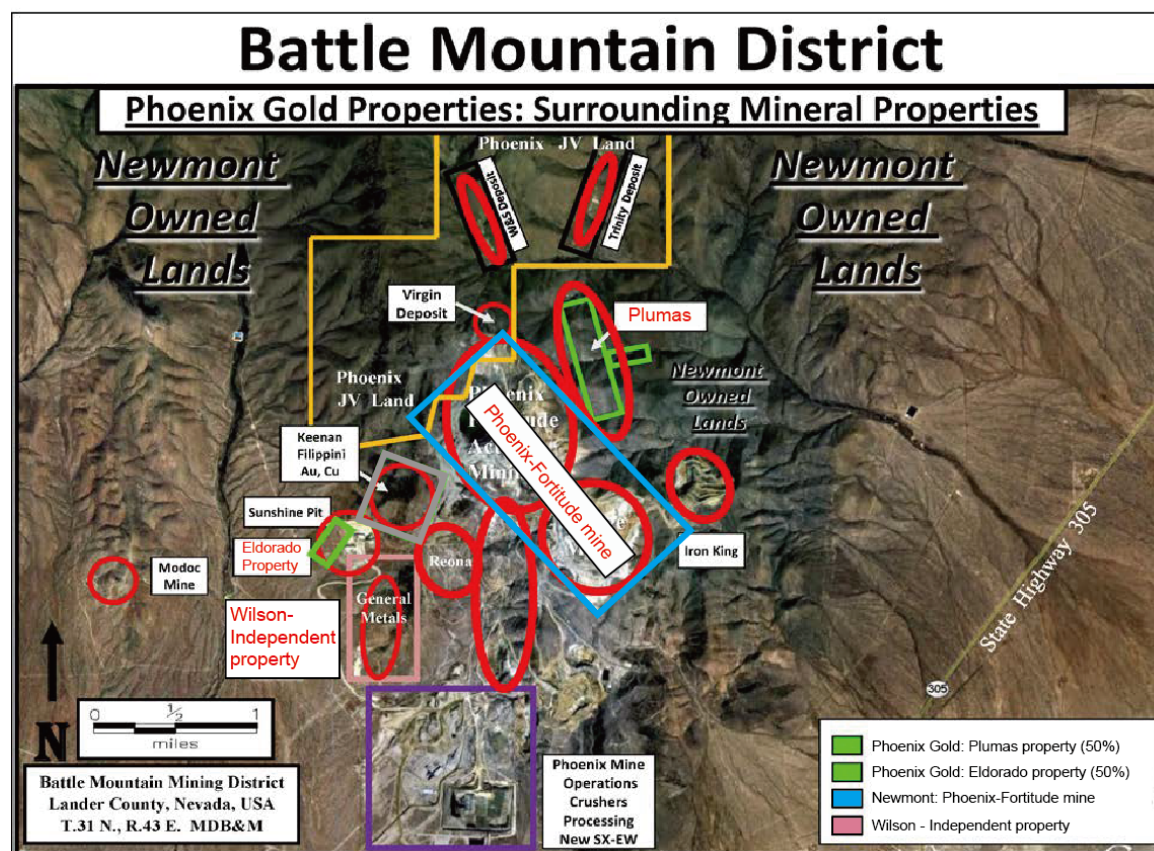 Battle Mountain District
Phoenix Gold Properties: Surrounding Mineral Properties
Newmont
Owned
Lands
Phoenix JV Land
W&S Deposit
Trinity Deposit
Newmont
Owned
Lands
Virgin
Deposit
Plumas
Phoenix
JV Land
Newmont
Owned
Lands
Phoenix
Phoenix-Fortitude mine
Keenan
Filippini
Au, Cu
Sunshine Pit
Eldorado
Property
Reona
Iron King
Modoc
Mine
General
Metals
Wilson-
Independent
property
State Highway 305
305
0 ½ 1
miles
N
Battle Mountain Mining District
Lander County, Nevada, USA
T.31 N., R.43 E. MDB&M
Phoenix Mine
Operations
Crushers
Processing
New SX-EW
Phoenix Gold: Plumas property (50%)
Phoenix Gold: Eldorado property (50%)
Newmont: Phoenix-Fortitude mine
Wilson - Independent property